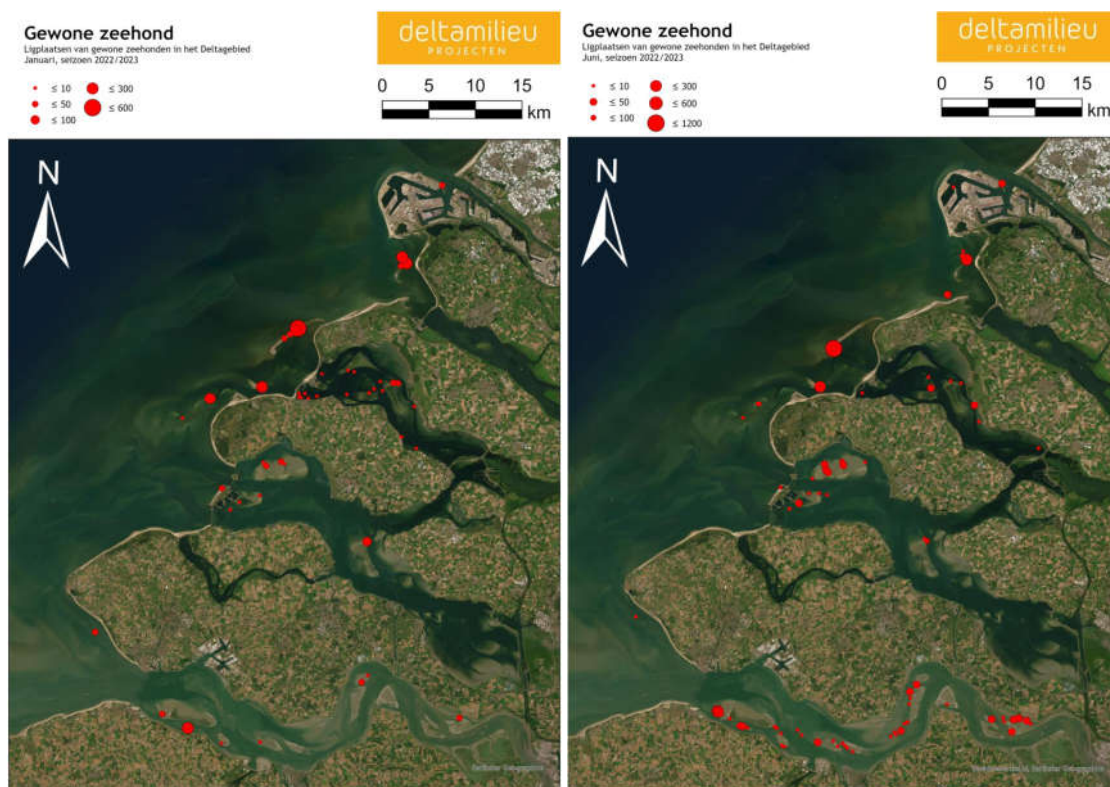 Gewone zeehond
Ligplaatsen van gewone zeehonden in het Deltagebied
Januari, seizoen 2022/2023
≤ 10
≤ 300
≤ 50
≤ 600
≤ 100
deltamilieu
PROJECTEN
0 5 10 15
km
N
Gewone zeehond
Ligplaatsen van gewone zeehonden in het Deltagebied
Juni, seizoen 2022/2023
≤ 10
≤ 300
≤ 50
≤ 600
≤ 100
≤ 1200
deltamilieu
PROJECTEN
0 5 10 15
km
N